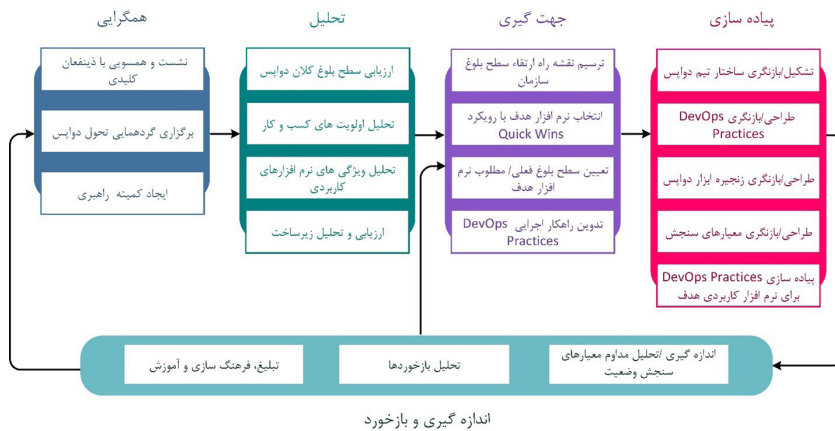 همگرایی
نشست و همسویی با ذینفعان
کلیدی
برگزاری گردهمایی تحول دواپس
ایجاد کمیته راهبری
تحلیل
ارزیابی سطح بلوغ کلان دواپس
تحلیل اولویت های کسب و کار
تحلیل ویژگی های نرم افزارهای
کاربردی
ارزیابی و تحلیل زیرساخت
جهت گیری
ترسیم نقشه راه ارتقاء سطح بلوغ
سازمان
انتخاب نرم افزار هدف با رویکرد
Quick Wins
تعیین سطح بلوغ فعلی/ مطلوب نرم
افزار هدف
تدوین راهکار اجرایی DevOps
Practices
پیاده سازی
تشکیل/بازنگری ساختار تیم دواپس
طراحی/بازنگری DevOps
Practices
طراحی/بازنگری زنجیره ابزار دواپس
طراحی/بازنگری معیارهای سنجش
پیاده سازی DevOps Practices
برای نرم افزار کاربردی هدف
اندازه گیری /تحلیل مداوم معیارهای
سنجش وضعیت
تحلیل بازخوردها
تبلیغ، فرهنگ سازی و آموزش
اندازه گیری و بازخورد